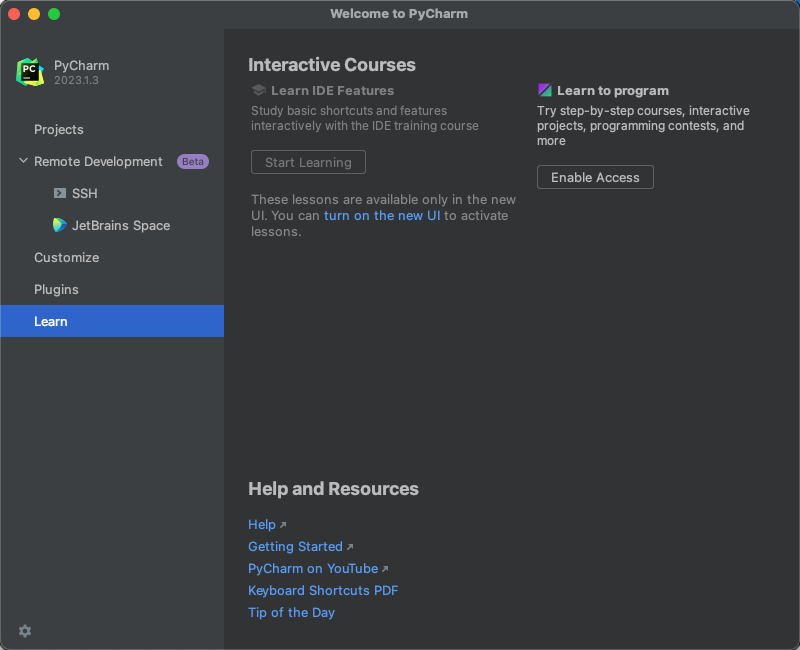 Welcome to PyCharm
PC
PyCharm
2023.1.3
Projects
Remote Development Beta
SSH
JetBrains Space
Customize
Plugins
Learn
Interactive Courses
Learn IDE Features
Study basic shortcuts and features
interactively with the IDE training course
Start Learning
These lessons are available only in the new
UI. You can turn on the new UI to activate
lessons.
Learn to program
Try step-by-step courses, interactive
projects, programming contests, and
more
Enable Access
Help and Resources
Help
Getting Started
PyCharm on YouTube
Keyboard Shortcuts PDF
Tip of the Day